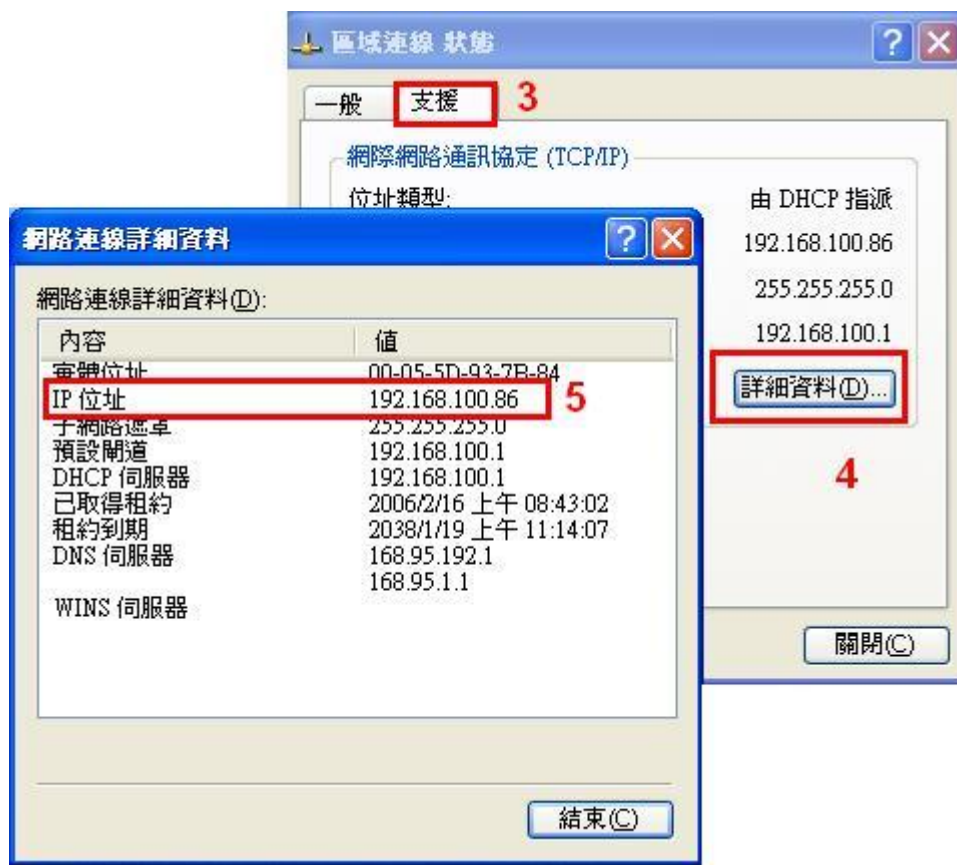 區域連線 狀態
一般 支援 3
網際網路通訊協定 (TCP/IP)
位址類型: 由 DHCP 指派
192.168.100.86
255.255.255.0
192.168.100.1
詳細資料(D)...
4
關閉(C)
網路連線詳細資料
網路連線詳細資料(D):
內容 值
實體位址 00-05-5D-93-7B-84
IP 位址 192.168.100.86 5
子網路遮罩 255.255.255.0
預設閘道 192.168.100.1
DHCP 伺服器 192.168.100.1
已取得租約 2006/2/16 上午 08:43:02
租約到期 2038/1/19 上午 11:14:07
DNS 伺服器 168.95.192.1
168.95.1.1
WINS 伺服器
結束(C)